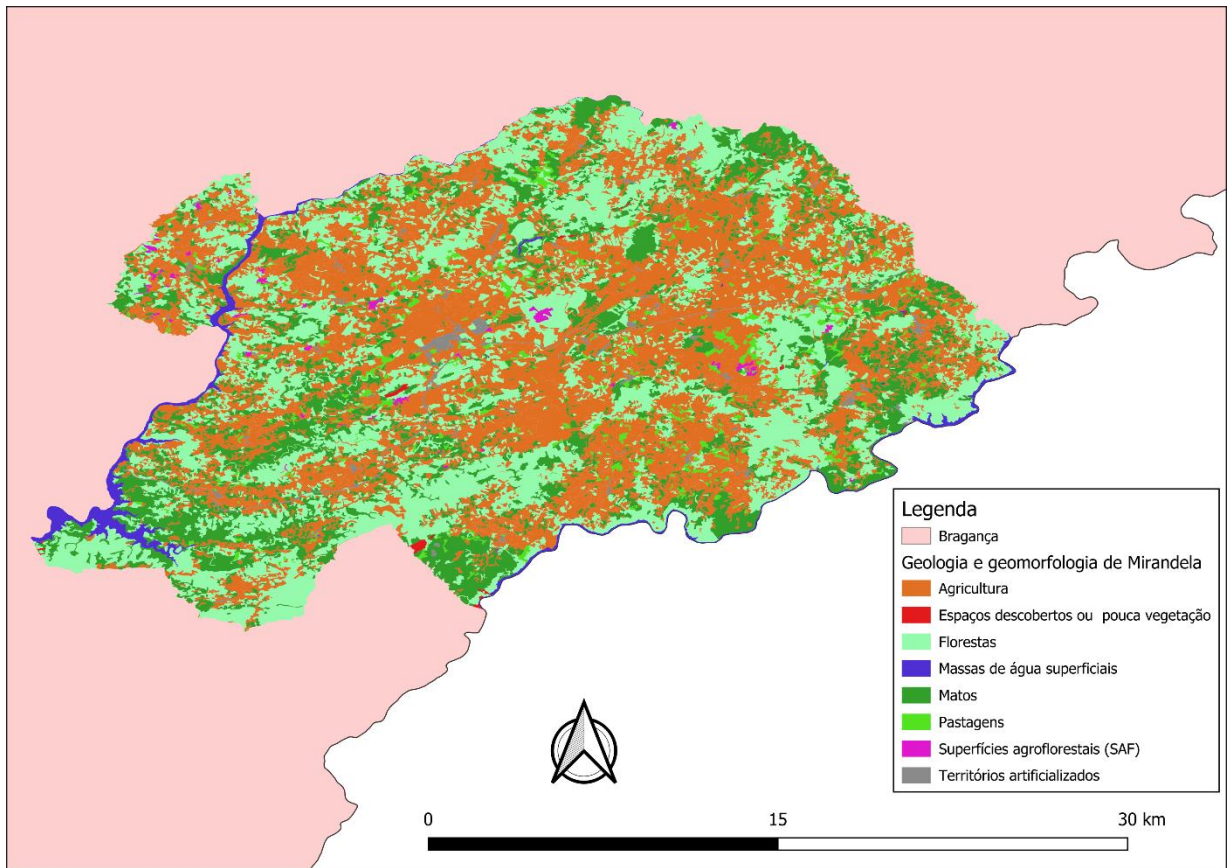 Legenda
Bragança
Geologia e geomorfologia de Mirandela
Agricultura
Espaços descobertos ou pouca vegetação
Florestas
Massas de água superficiais
Matos
Pastagens
Superfícies agroflorestais (SAF)
Territórios artificializados
0 15 30 km